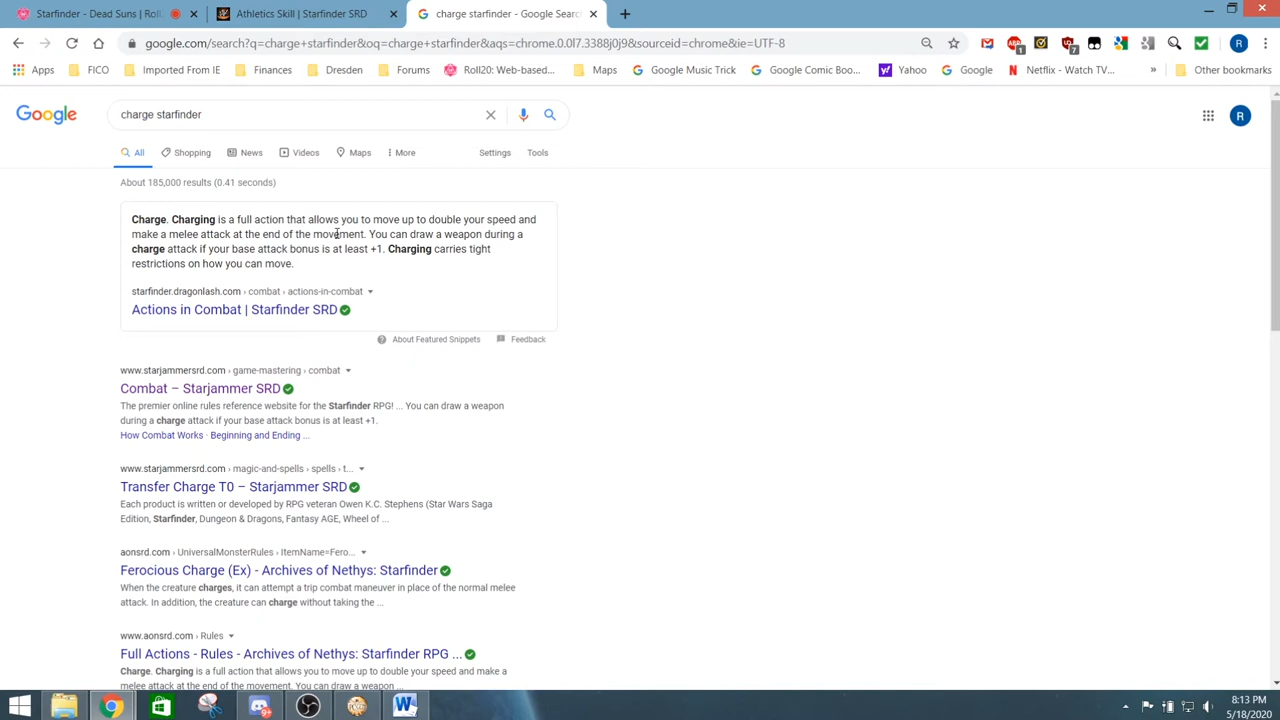 Starfinder - Dead Suns | Roll
Athletics Skill | Starfinder SRD
charge starfinder - Google Search
google.com/search?q=charge+starfinder&oq=charge+starfinder&aqs=chrome.0.0l7.3388j0j9&sourceid=chrome&ie=UTF-8
Apps FICO Imported From IE Finances Dresden Forums Roll20: Web-based... Maps Google Music Trick Google Comic Boo... Yahoo Google Netflix - Watch TV... » Other bookmarks
Google charge starfinder R
All Shopping News Videos Maps More Settings Tools
About 185,000 results (0.41 seconds)
Charge. Charging is a full action that allows you to move up to double your speed and
make a melee attack at the end of the movement. You can draw a weapon during a
charge attack if your base attack bonus is at least +1. Charging carries tight
restrictions on how you can move.
starfinder.dragonlash.com › combat › actions-in-combat
Actions in Combat | Starfinder SRD
About Featured Snippets Feedback
www.starjammersrd.com › game-mastering › combat
Combat – Starjammer SRD
The premier online rules reference website for the Starfinder RPG! ... You can draw a weapon
during a charge attack if your base attack bonus is at least +1.
How Combat Works · Beginning and Ending ...
www.starjammersrd.com › magic-and-spells › spells › t...
Transfer Charge T0 – Starjammer SRD
Each product is written or developed by RPG veteran Owen K.C. Stephens (Star Wars Saga
Edition, Starfinder, Dungeon & Dragons, Fantasy AGE, Wheel of ...
aonsrd.com › UniversalMonsterRules › ItemName=Fero...
Ferocious Charge (Ex) - Archives of Nethys: Starfinder
When the creature charges, it can attempt a trip combat maneuver in place of the normal melee
attack. In addition, the creature can charge without taking the ...
www.aonsrd.com › Rules
Full Actions - Rules - Archives of Nethys: Starfinder RPG ...
Charge. Charging is a full action that allows you to move up to double your speed and make a
melee attack at the end of the movement. You can draw a weapon ...
8:13 PM
5/18/2020